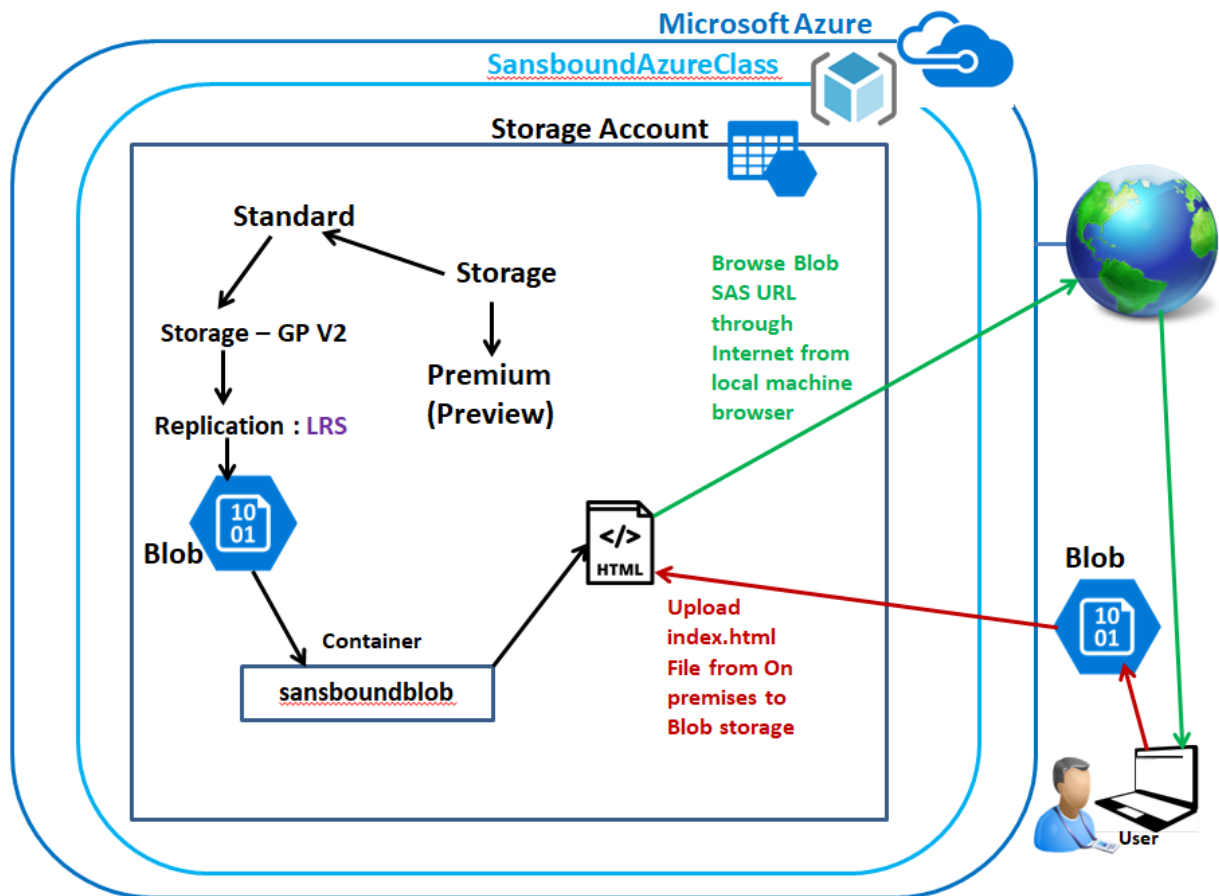 Microsoft Azure
SansboundAzureClass
Storage Account
Standard
Storage
Storage – GP V2
Premium
(Preview)
Replication : LRS
10
01
Blob
Container
sansboundblob
</>
HTML
Browse Blob
SAS URL
through
Internet from
local machine
browser
Upload
index.html
File from On
premises to
Blob storage
Blob
10
01
User